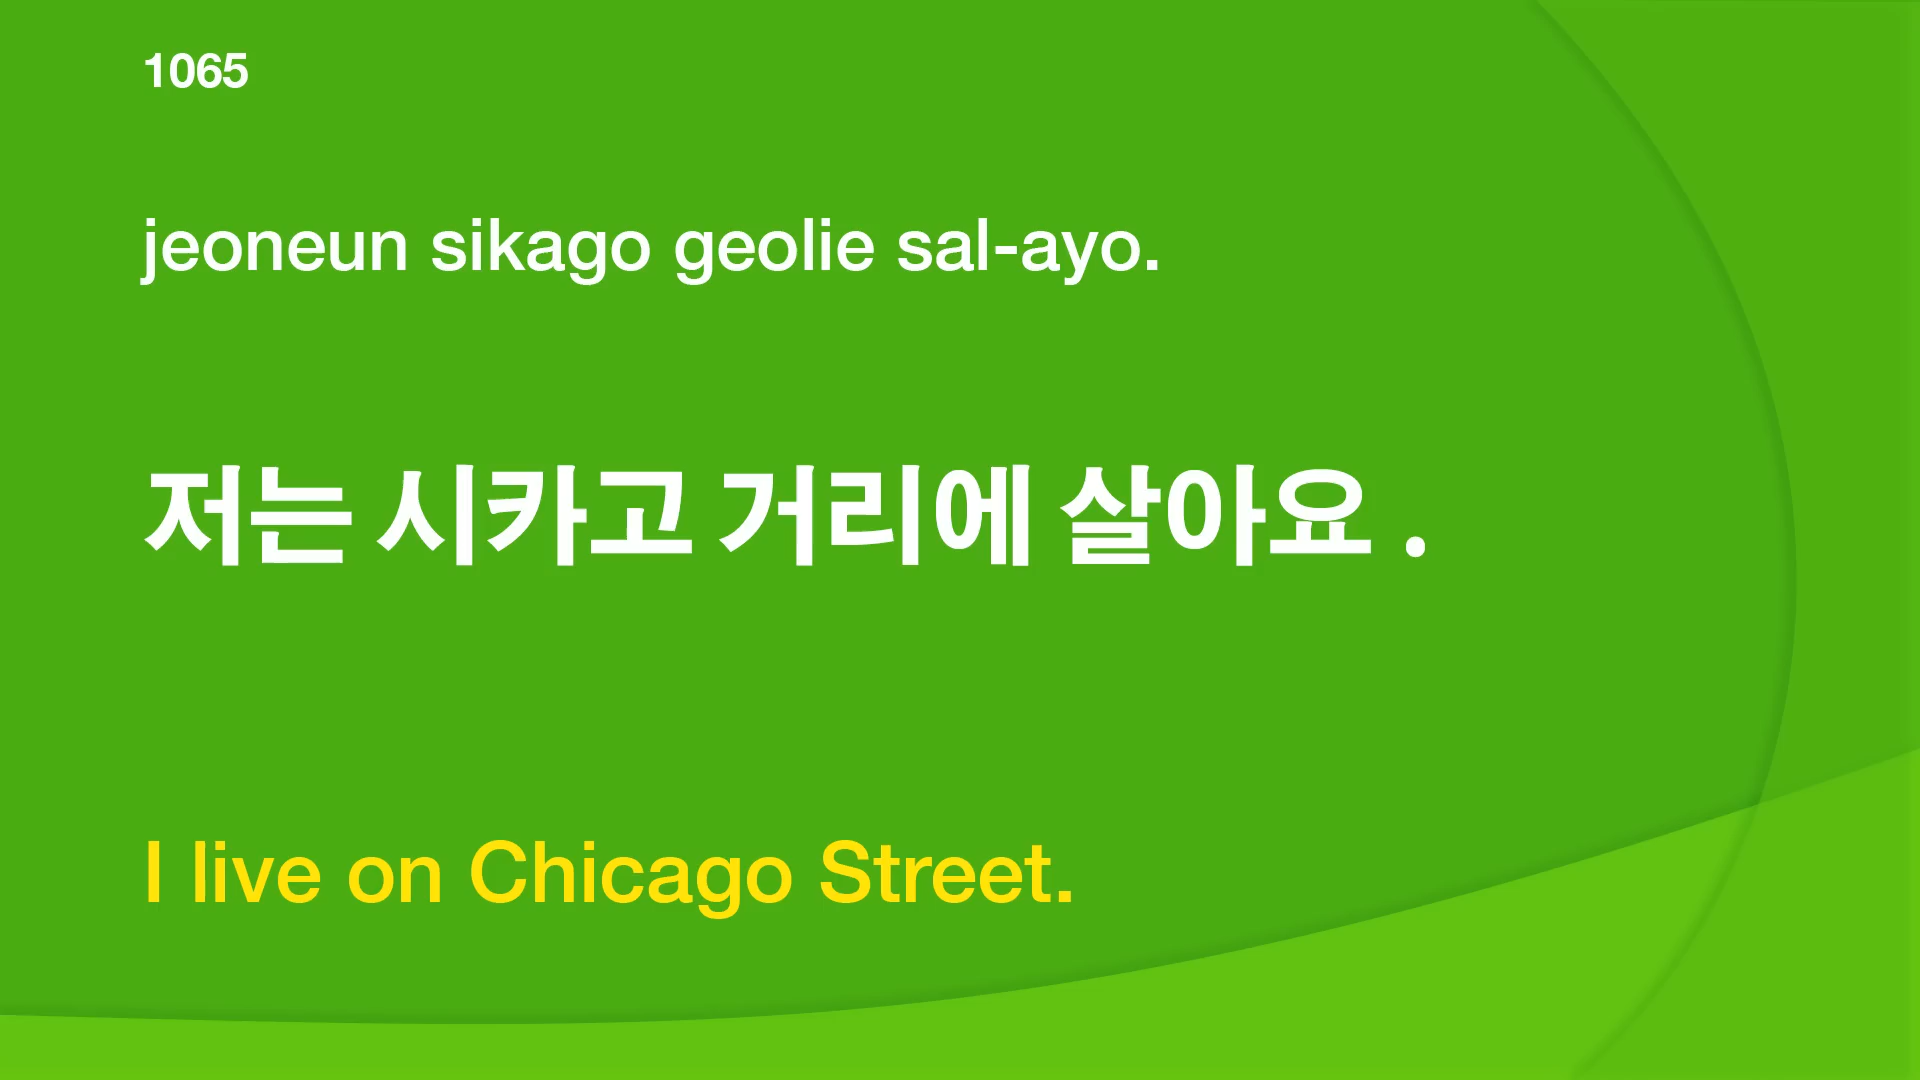 1065
jeoneun sikago geolie sal-ayo.
저는 시카고 거리에 살아요 .
I live on Chicago Street.